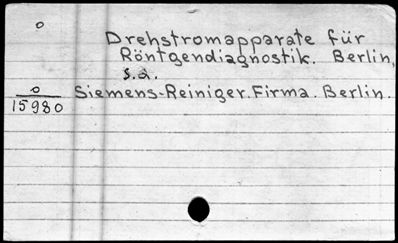 o
Drehstromapparate für
Röntgendiagnostik. Berlin,
s.a.
o
15980
Siemens-Reiniger.Firma. Berlin.